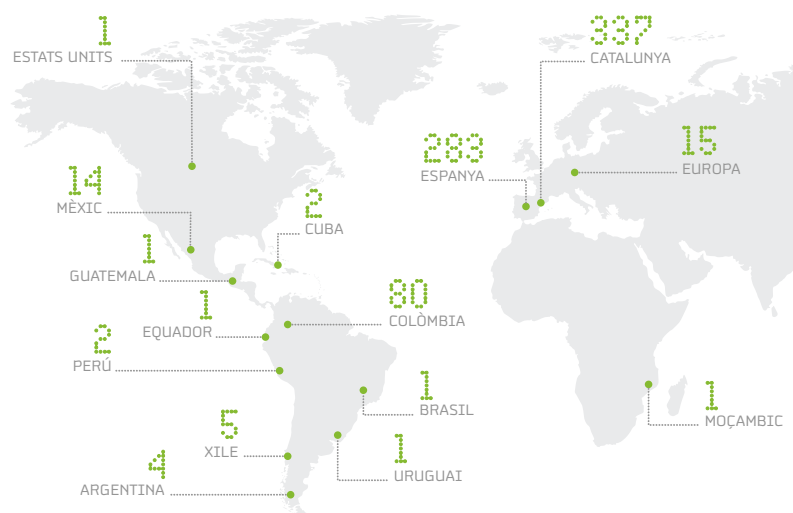 1
ESTATS UNITS
337
CATALUNYA
283
ESPANYA
15
EUROPA
14
MÈXIC
2
CUBA
1
GUATEMALA
80
COLÒMBIA
1
EQUADOR
2
PERÚ
1
BRASIL
1
MOÇAMBIC
5
XILE
1
URUGUAI
4
ARGENTINA